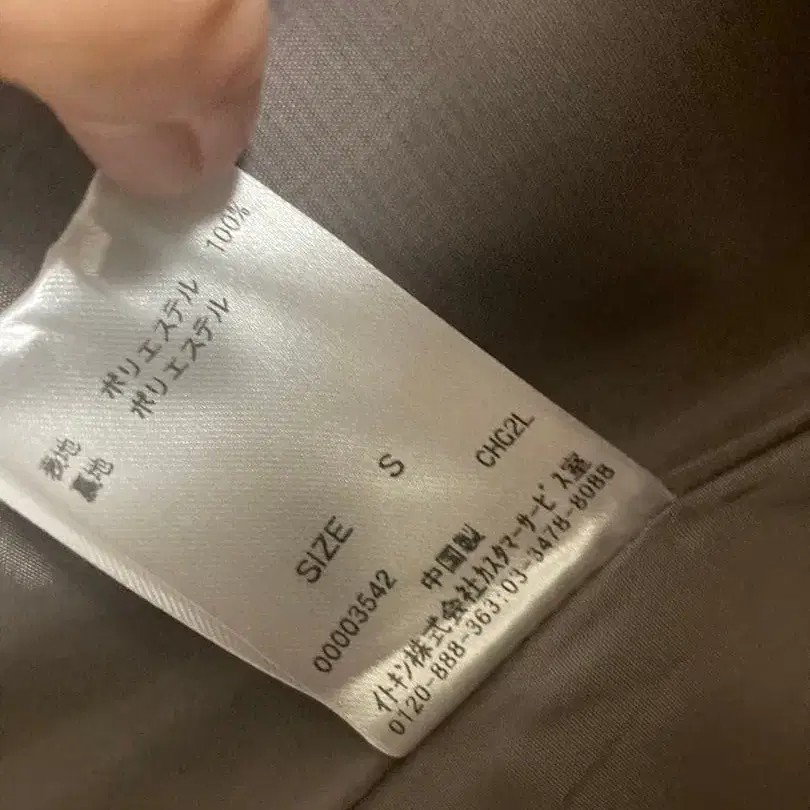 表地 ポリエステル 100%
裏地 ポリエステル
SIZE S
00003542 中国製 CHG2L
イトキン株式会社カスタマーサービス室
0120-888-363:03-3478-8088